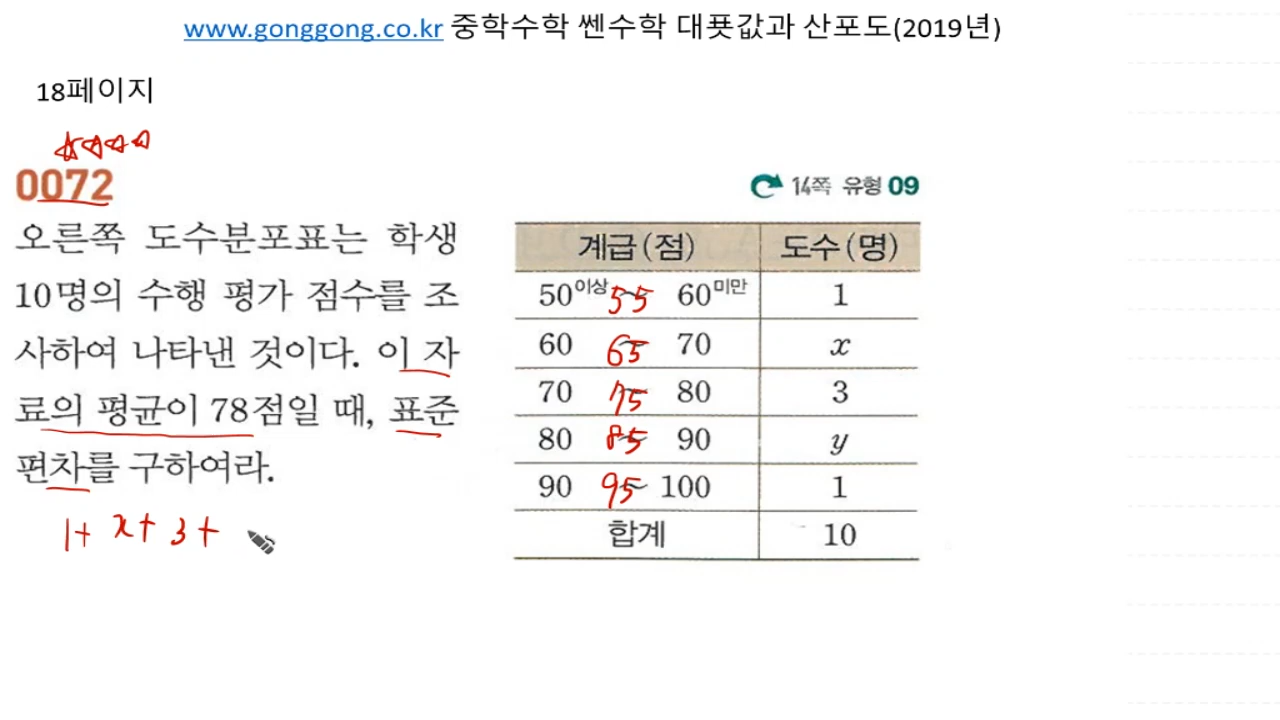 www.gonggong.co.kr 중학수학 쎈수학 대푯값과 산포도(2019년)
18페이지
0072
14쪽 유형 09
오른쪽 도수분포표는 학생
10명의 수행 평가 점수를 조
사하여 나타낸 것이다. 이 자
료의 평균이 78점일 때, 표준
편차를 구하여라.
1+ x+ 3+
계급(점) 도수(명)
50이상 55 60미만 1
60 65 70 x
70 75 80 3
80 85 90 y
90 95 100 1
합계 10